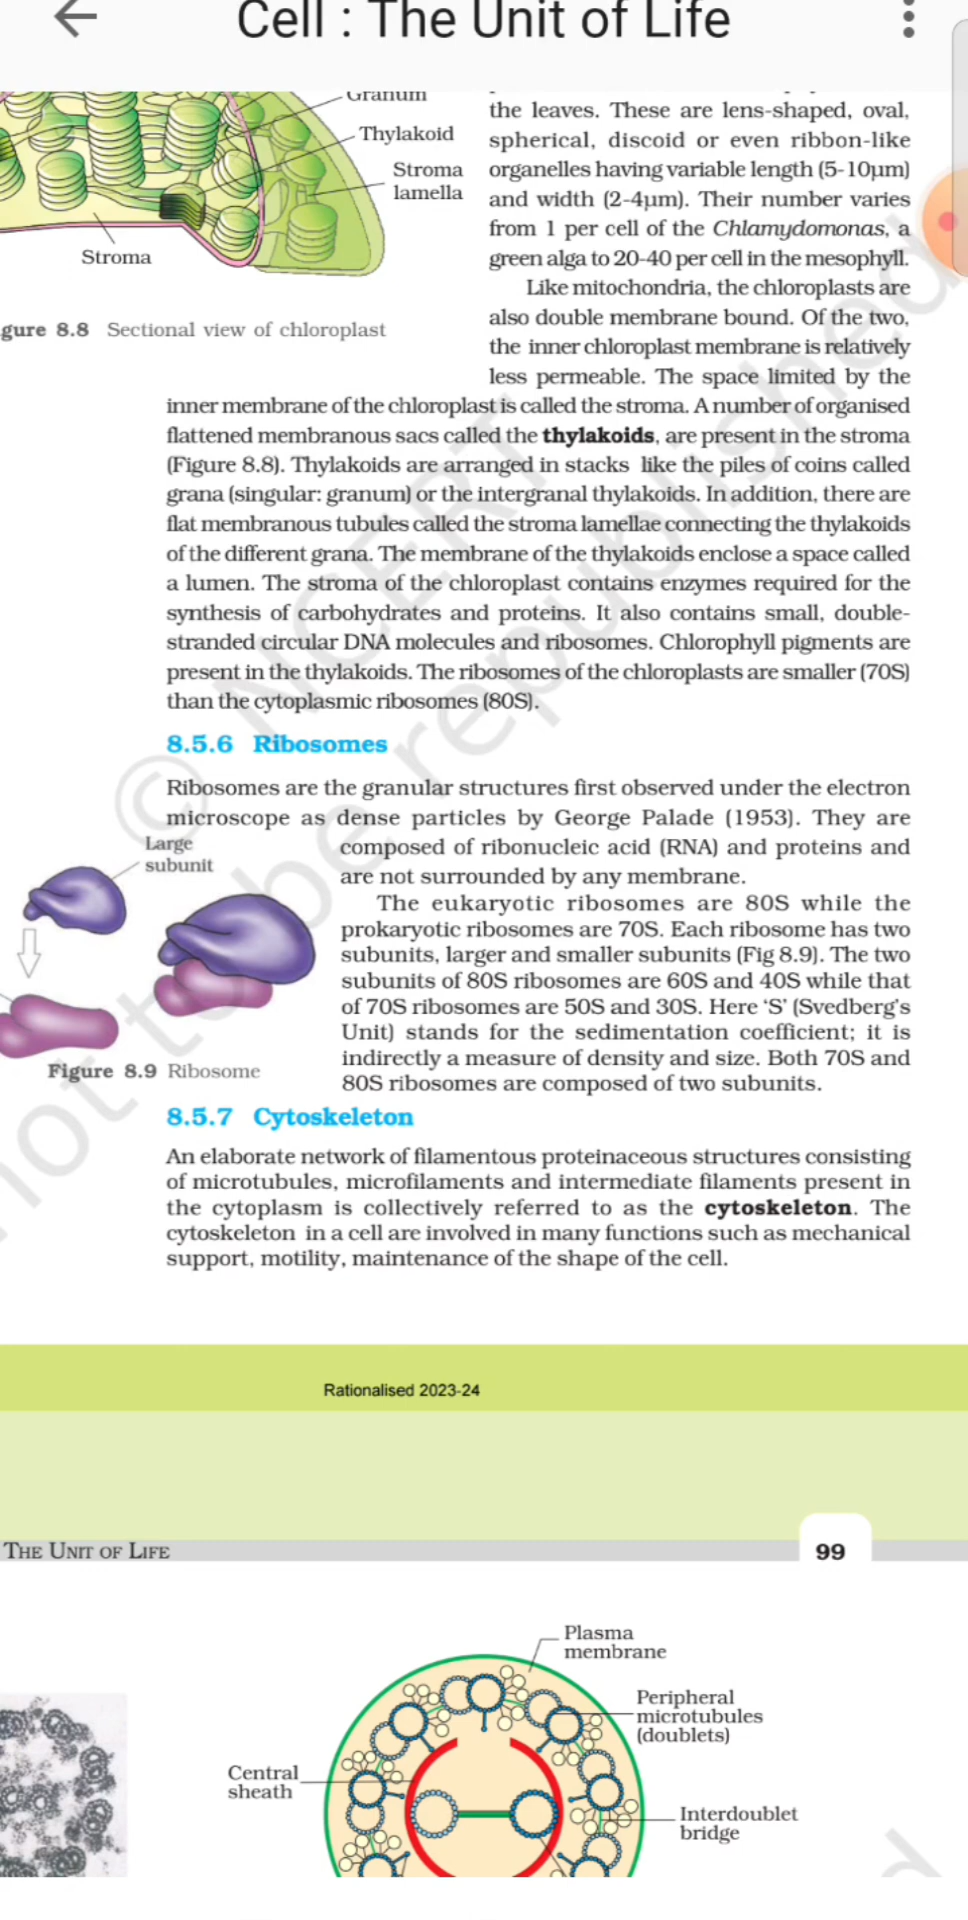 Cell : The Unit of Life
Granum
Thylakoid
Stroma
lamella
Stroma
gure 8.8 Sectional view of chloroplast
the leaves. These are lens-shaped, oval,
spherical, discoid or even ribbon-like
organelles having variable length (5-10µm)
and width (2-4µm). Their number varies
from 1 per cell of the Chlamydomonas, a
green alga to 20-40 per cell in the mesophyll.
Like mitochondria, the chloroplasts are
also double membrane bound. Of the two,
the inner chloroplast membrane is relatively
less permeable. The space limited by the
inner membrane of the chloroplast is called the stroma. A number of organised
flattened membranous sacs called the thylakoids, are present in the stroma
(Figure 8.8). Thylakoids are arranged in stacks like the piles of coins called
grana (singular: granum) or the intergranal thylakoids. In addition, there are
flat membranous tubules called the stroma lamellae connecting the thylakoids
of the different grana. The membrane of the thylakoids enclose a space called
a lumen. The stroma of the chloroplast contains enzymes required for the
synthesis of carbohydrates and proteins. It also contains small, double-
stranded circular DNA molecules and ribosomes. Chlorophyll pigments are
present in the thylakoids. The ribosomes of the chloroplasts are smaller (70S)
than the cytoplasmic ribosomes (80S).
8.5.6 Ribosomes
Ribosomes are the granular structures first observed under the electron
microscope as dense particles by George Palade (1953). They are
composed of ribonucleic acid (RNA) and proteins and
are not surrounded by any membrane.
Large
subunit
The eukaryotic ribosomes are 80S while the
prokaryotic ribosomes are 70S. Each ribosome has two
subunits, larger and smaller subunits (Fig 8.9). The two
subunits of 80S ribosomes are 60S and 40S while that
of 70S ribosomes are 50S and 30S. Here ‘S’ (Svedberg's
Unit) stands for the sedimentation coefficient; it is
indirectly a measure of density and size. Both 70S and
80S ribosomes are composed of two subunits.
Figure 8.9 Ribosome
8.5.7 Cytoskeleton
An elaborate network of filamentous proteinaceous structures consisting
of microtubules, microfilaments and intermediate filaments present in
the cytoplasm is collectively referred to as the cytoskeleton. The
cytoskeleton in a cell are involved in many functions such as mechanical
support, motility, maintenance of the shape of the cell.
© NCERT
not to be republished
Rationalised 2023-24
THE UNIT OF LIFE
99
Plasma
membrane
Peripheral
microtubules
(doublets)
Central
sheath
Interdoublet
bridge
d